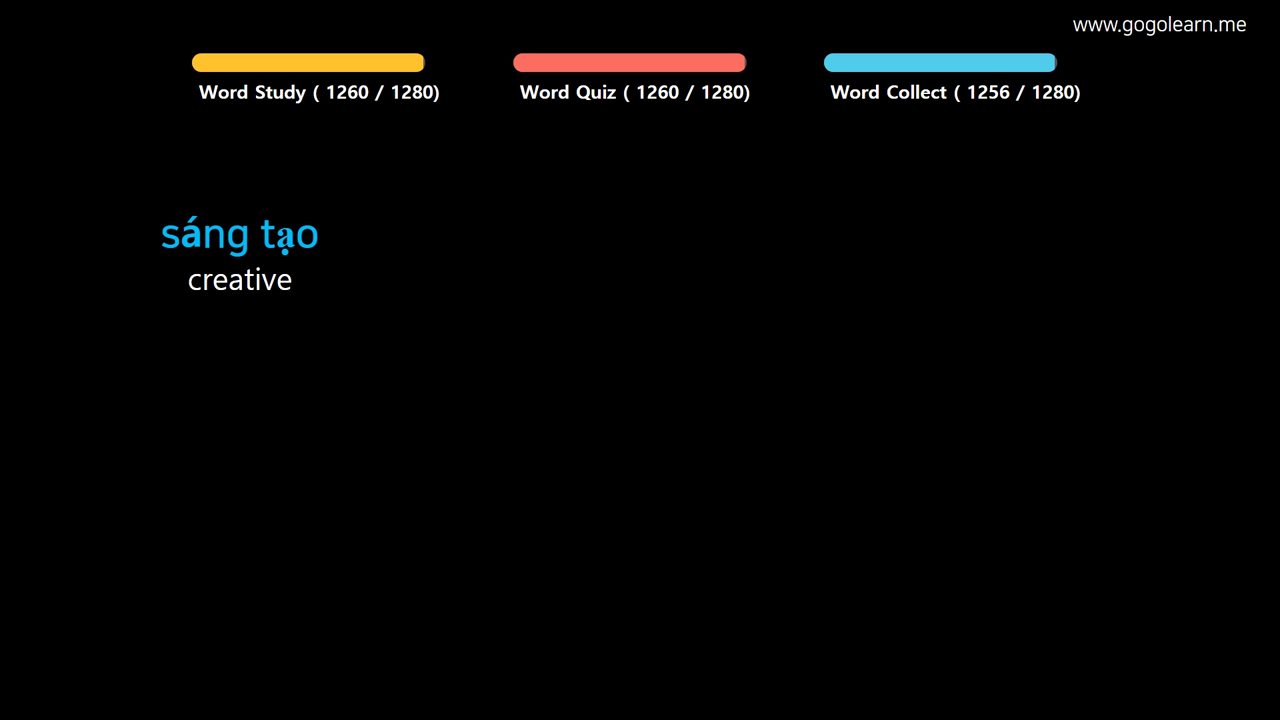 www.gogolearn.me
Word Study ( 1260 / 1280)
Word Quiz ( 1260 / 1280)
Word Collect ( 1256 / 1280)
sáng tạo
creative